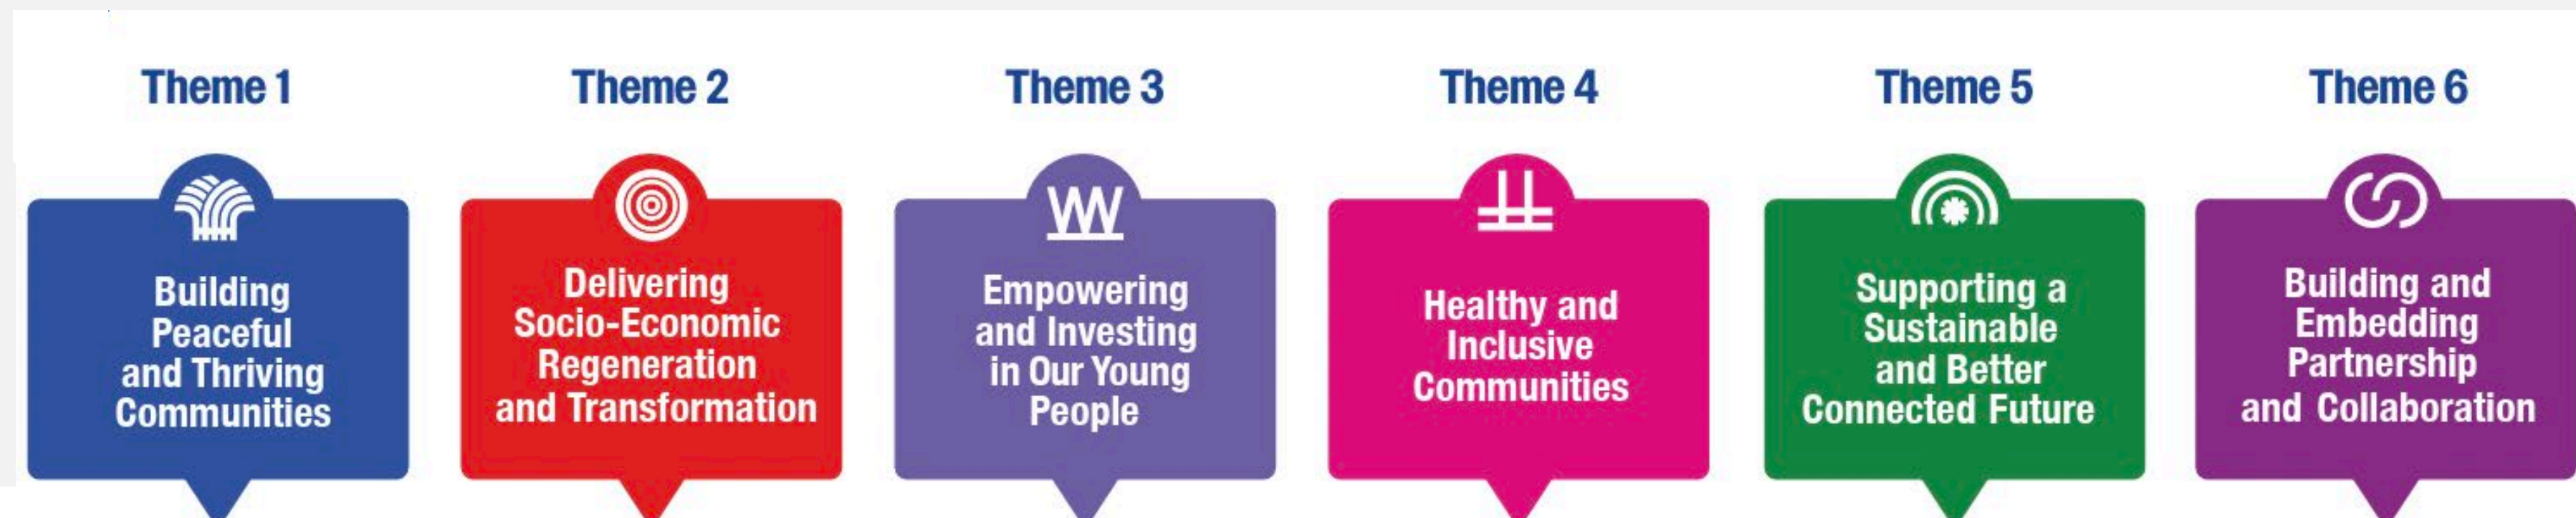 Theme 1
Building
Peaceful
and Thriving
Communities
Theme 2
Delivering
Socio-Economic
Regeneration
and Transformation
Theme 3
Empowering
and Investing
in Our Young
People
Theme 4
Healthy and
Inclusive
Communities
Theme 5
Supporting a
Sustainable
and Better
Connected Future
Theme 6
Building and
Embedding
Partnership
and Collaboration